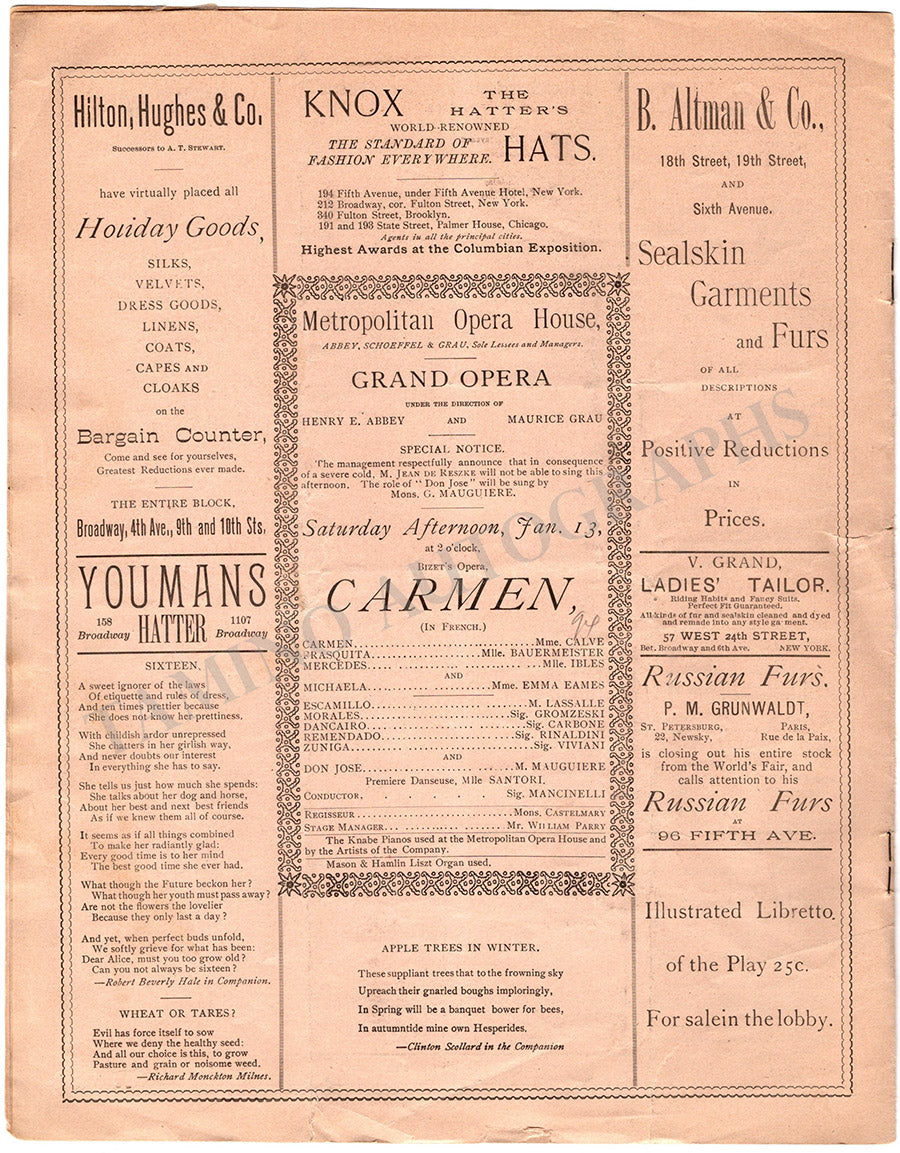 Hilton, Hughes & Co.
Successors to A. T. STEWART.
have virtually placed all
Holiday Goods,
SILKS,
VELVETS,
DRESS GOODS,
LINENS,
COATS,
CAPES AND
CLOAKS
on the
Bargain Counter,
Come and see for yourselves,
Greatest Reductions ever made.
THE ENTIRE BLOCK,
Broadway, 4th Ave., 9th and 10th Sts.
YOUMANS
158 HATTER 1107
Broadway Broadway
SIXTEEN,
A sweet ignorer of the laws
Of etiquette and rules of dress,
And ten times prettier because
She does not know her prettiness.
With childish ardor unrepressed
She chatters in her girlish way,
And never doubts our interest
In everything she has to say.
She tells us just how much she spends:
She talks about her dog and horse,
About her best and next best friends
As if we knew them all of course.
It seems as if all things combined
To make her radiantly glad:
Every good time is to her mind
The best good time she ever had.
What though the Future beckon her?
What though her youth must pass away?
Are not the flowers the lovelier
Because they only last a day?
And yet, when perfect buds unfold,
We softly grieve for what has been:
Dear Alice, must you too grow old?
Can you not always be sixteen?
—Robert Beverly Hale in Companion.
WHEAT OR TARES?
Evil has force itself to sow
Where we deny the healthy seed:
And all our choice is this, to grow
Pasture and grain or noisome weed.
—Richard Monckton Milnes.
KNOX THE
HATTER'S
WORLD-RENOWNED
THE STANDARD OF
FASHION EVERYWHERE. HATS.
194 Fifth Avenue, under Fifth Avenue Hotel, New York.
212 Broadway, cor. Fulton Street, New York.
340 Fulton Street, Brooklyn.
191 and 193 State Street, Palmer House, Chicago.
Agents in all the principal cities.
Highest Awards at the Columbian Exposition.
Metropolitan Opera House,
ABBEY, SCHOEFFEL & GRAU, Sole Lessees and Managers.
GRAND OPERA
UNDER THE DIRECTION OF
HENRY E. ABBEY AND MAURICE GRAU
SPECIAL NOTICE.
The management respectfully announce that in consequence
of a severe cold, M. JEAN DE RESZKE will not be able to sing this
afternoon. The role of "Don Jose" will be sung by
Mons. G. MAUGUIERE.
Saturday Afternoon, Jan. 13,
at 2 o'clock,
BIZET'S Opera,
CARMEN,
94
(IN FRENCH.)
CARMEN........Mme. CALVE
FRASQUITA........Mlle. BAUERMEISTER
MERCEDES........Mlle. IBLES
AND
MICHAELA........Mme. EMMA EAMES
ESCAMILLO........M. LASSALLE
MORALES........Sig. GROMZESKI
DANCAIRO........Sig. CARBONE
REMENDADO........Sig. RINALDINI
ZUNIGA........Sig. VIVIANI
AND
DON JOSE........M. MAUGUIERE
Premiere Danseuse, Mlle SANTORI.
CONDUCTOR, . . . . . Sig. MANCINELLI
REGISSEUR........Mons. CASTELMARY
STAGE MANAGER........Mr. WILLIAM PARRY
The Knabe Pianos used at the Metropolitan Opera House and
by the Artists of the Company.
Mason & Hamlin Liszt Organ used.
APPLE TREES IN WINTER.
These suppliant trees that to the frowning sky
Upreach their gnarled boughs imploringly,
In Spring will be a banquet bower for bees,
In autumntide mine own Hesperides.
—Clinton Scollard in the Companion
B. Altman & Co.,
18th Street, 19th Street,
AND
Sixth Avenue.
Sealskin
Garments
and Furs
OF ALL
DESCRIPTIONS
AT
Positive Reductions
IN
Prices.
V. GRAND,
LADIES' TAILOR.
Riding Habits and Fancy Suits.
Perfect Fit Guaranteed.
All kinds of fur and sealskin cleaned and dyed
and remade into any style garment.
57 WEST 24th STREET,
Bet. Broadway and 6th Ave. NEW YORK.
Russian Furs.
P. M. GRUNWALDT,
ST. PETERSBURG, PARIS,
22, Newsky, Rue de la Paix,
is closing out his entire stock
from the World's Fair, and
calls attention to his
Russian Furs
AT
96 FIFTH AVE.
Illustrated Libretto.
of the Play 25c.
For sale in the lobby.
TAMINO AUTOGRAPHS